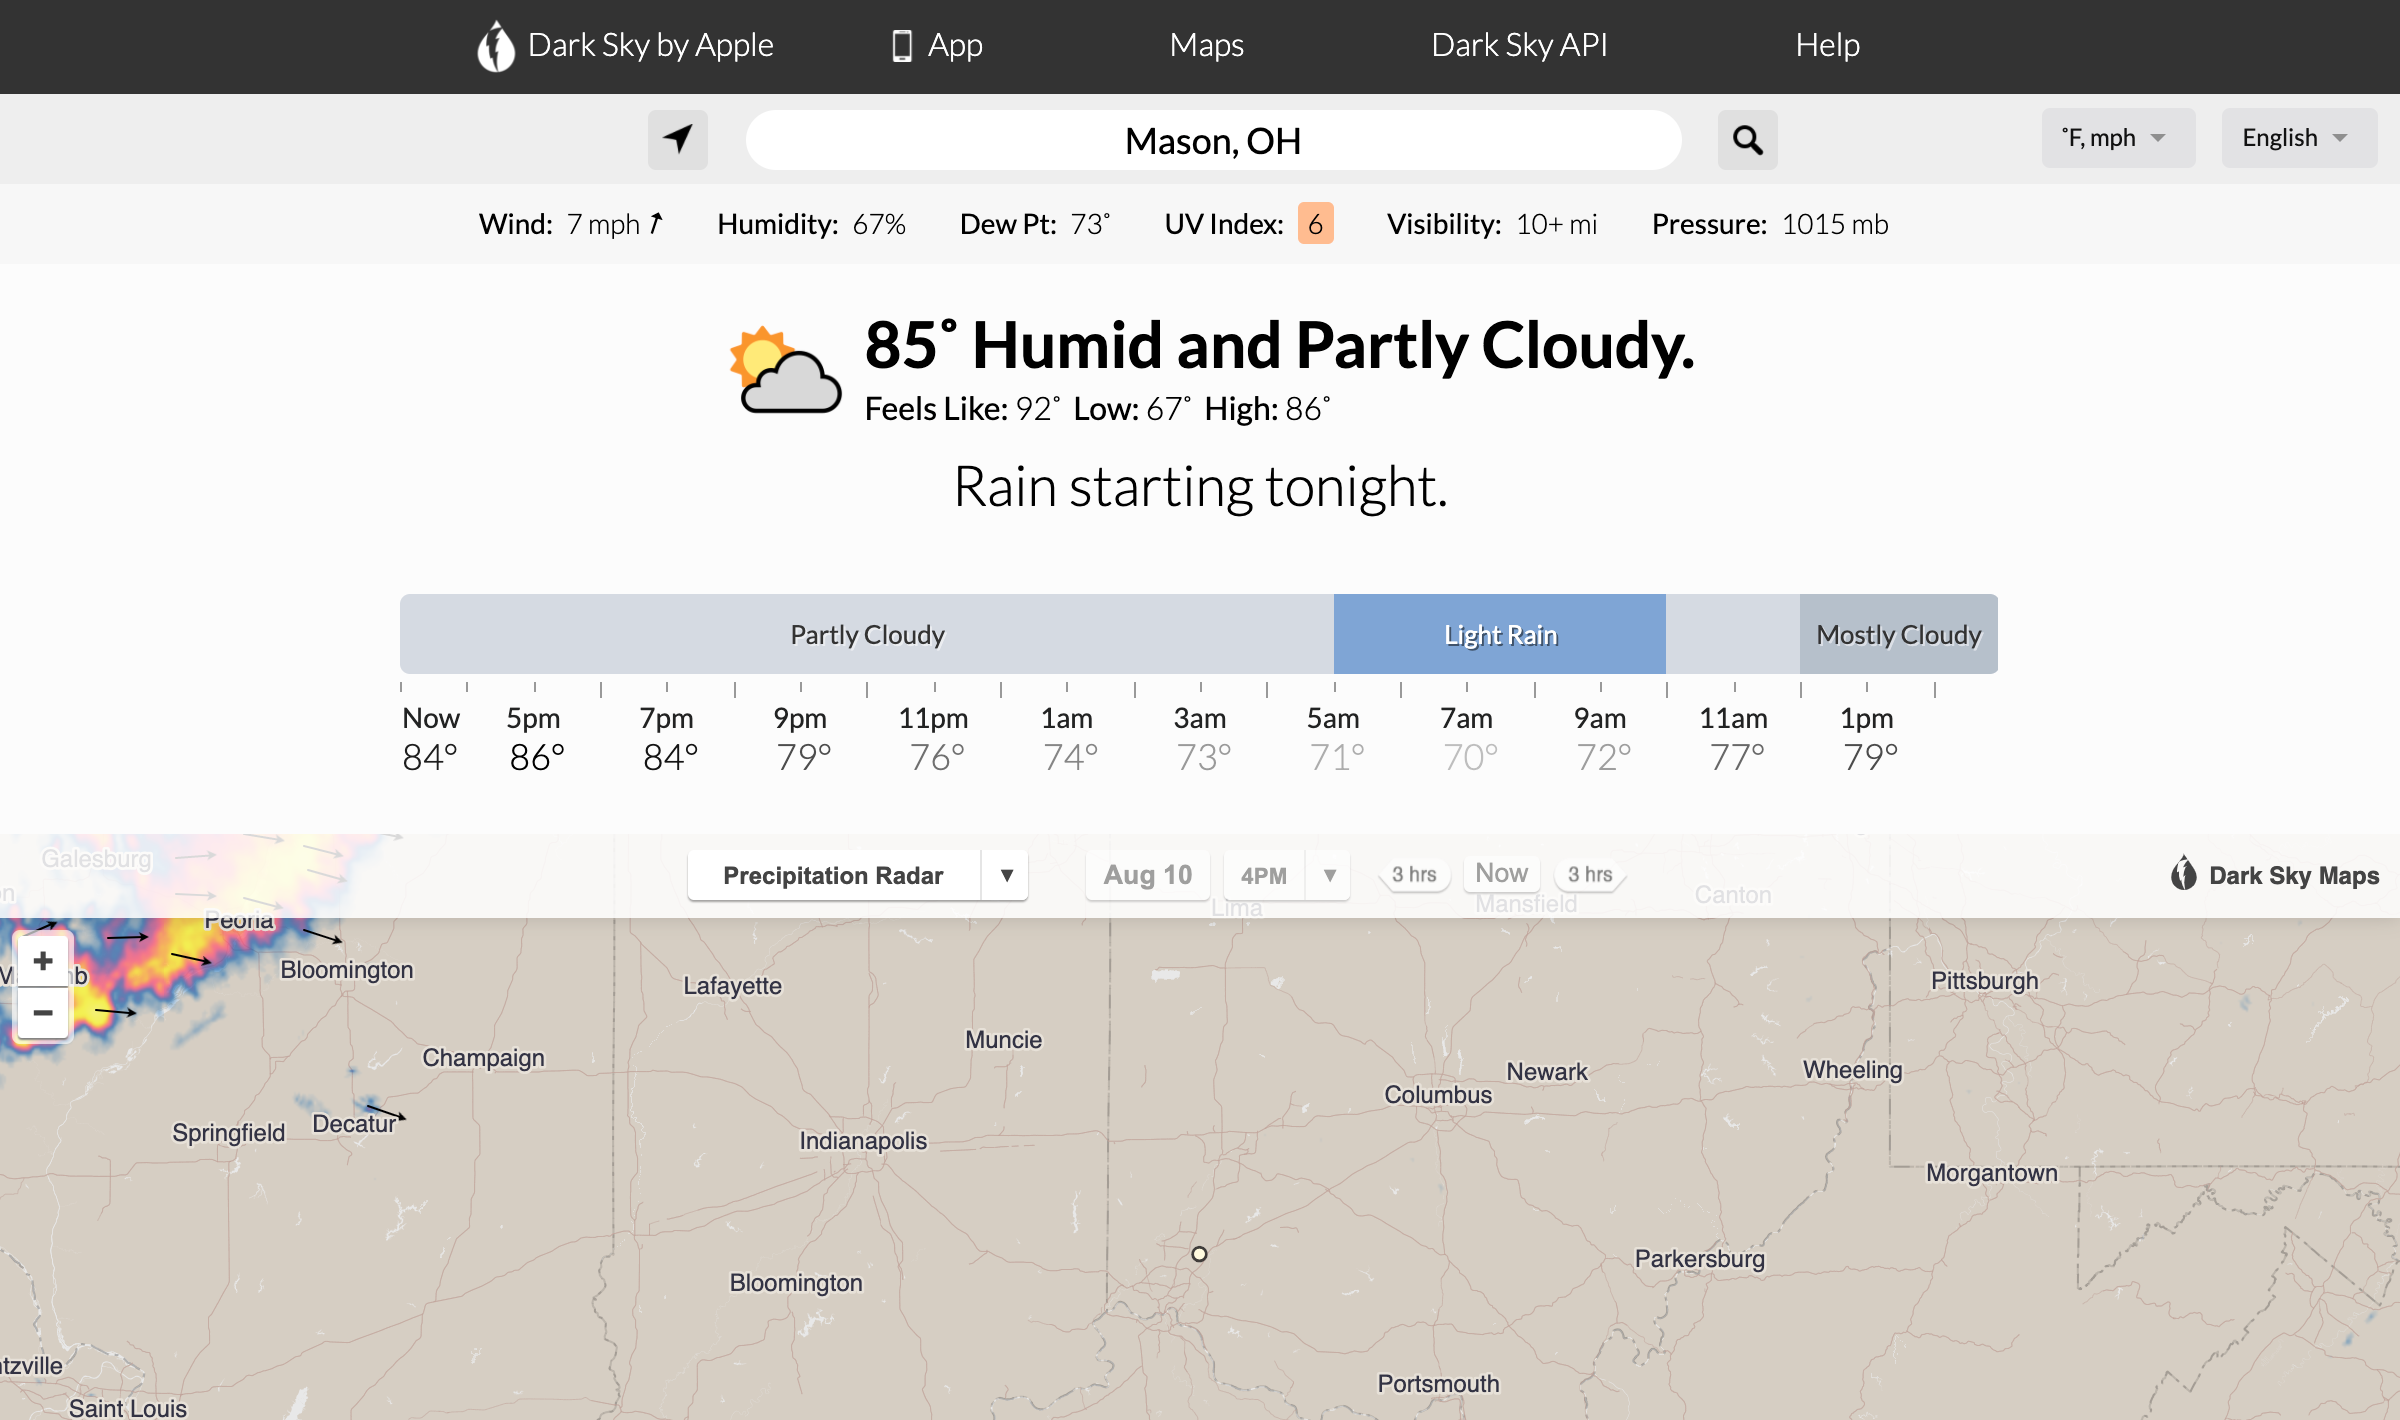 Dark Sky by Apple App Maps Dark Sky API Help
Mason, OH
°F, mph
English
Wind: 7 mph Humidity: 67% Dew Pt: 73° UV Index: 6 Visibility: 10+ mi Pressure: 1015 mb
85° Humid and Partly Cloudy.
Feels Like: 92° Low: 67° High: 86°
Rain starting tonight.
Partly Cloudy Light Rain Mostly Cloudy
Now 5pm 7pm 9pm 11pm 1am 3am 5am 7am 9am 11am 1pm
84° 86° 84° 79° 76° 74° 73° 71° 70° 72° 77° 79°
Galesburg
Precipitation Radar ▼ Aug 10 4PM ▼ 3 hrs Now 3 hrs Dark Sky Maps
Canton
Lima Mansfield
Peoria
+
−
Bloomington
Lafayette
Pittsburgh
Muncie
Champaign
Newark
Wheeling
Columbus
Decatur
Springfield
Indianapolis
Morgantown
Parkersburg
Bloomington
tzville
Portsmouth
Saint Louis